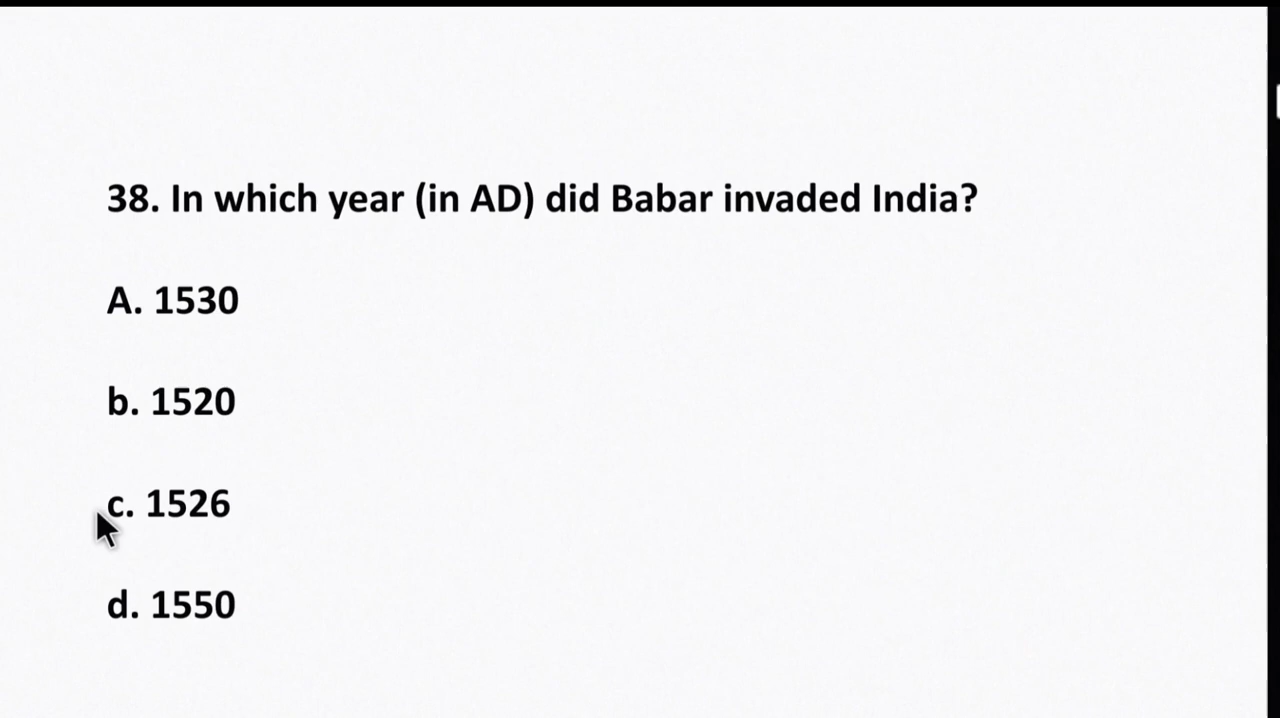 38. In which year (in AD) did Babar invaded India?
A. 1530
b. 1520
c. 1526
d. 1550